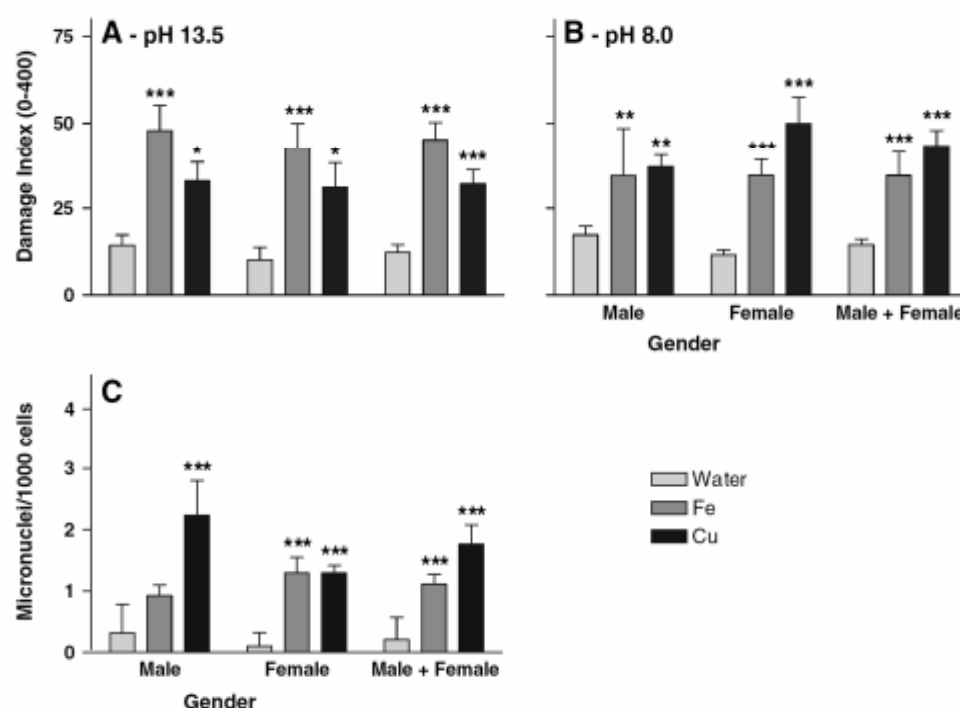 A - pH 13.5
B - pH 8.0
Damage Index (0-400)
75
50
25
0
***
*
***
*
***
***
**
**
***
***
***
***
Male
Female
Male + Female
Gender
C
Micronuclei/1000 cells
4
3
2
1
0
***
***
***
***
***
Male
Female
Male + Female
Gender
Water
Fe
Cu